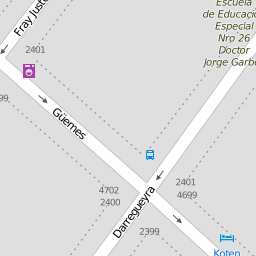 Escuela
de Educació
Especial
Nro 26
Doctor
Jorge Garbe
Fray Justo
2401
Güemes
4702
2400
Darregueyra
2401
4699
2399
Koten